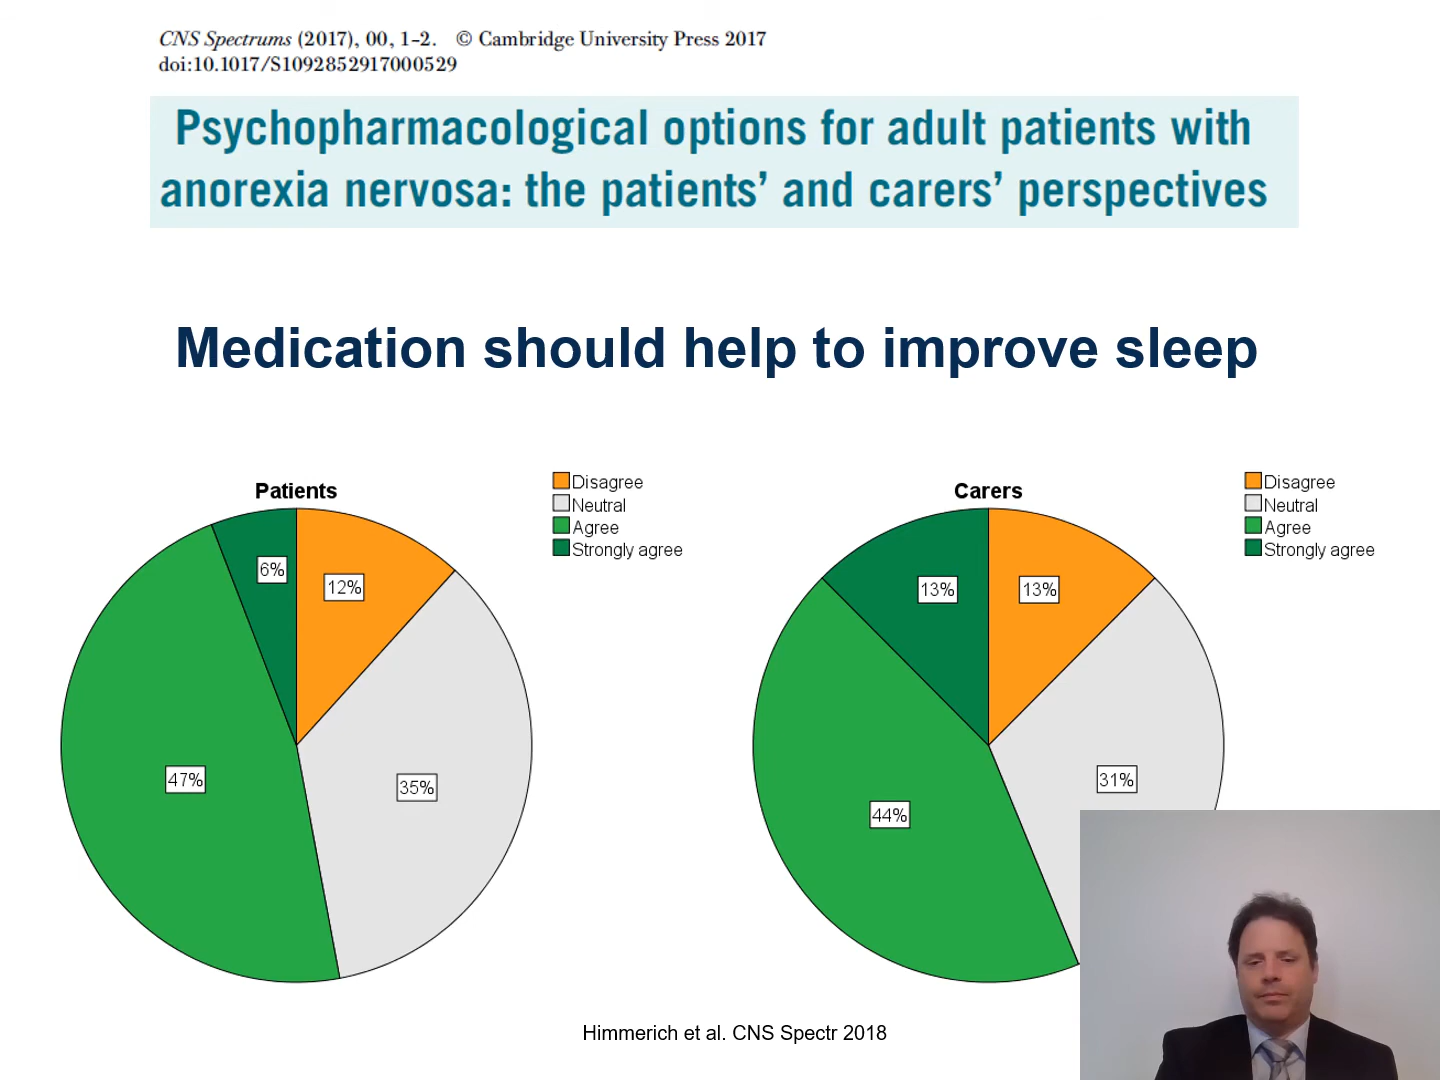 CNS Spectrums (2017), 00, 1–2. © Cambridge University Press 2017
doi:10.1017/S1092852917000529
Psychopharmacological options for adult patients with
anorexia nervosa: the patients’ and carers’ perspectives
Medication should help to improve sleep
Patients
Disagree
Neutral
Agree
Strongly agree
6%
12%
47%
35%
Carers
Disagree
Neutral
Agree
Strongly agree
13%
13%
31%
44%
Himmerich et al. CNS Spectr 2018